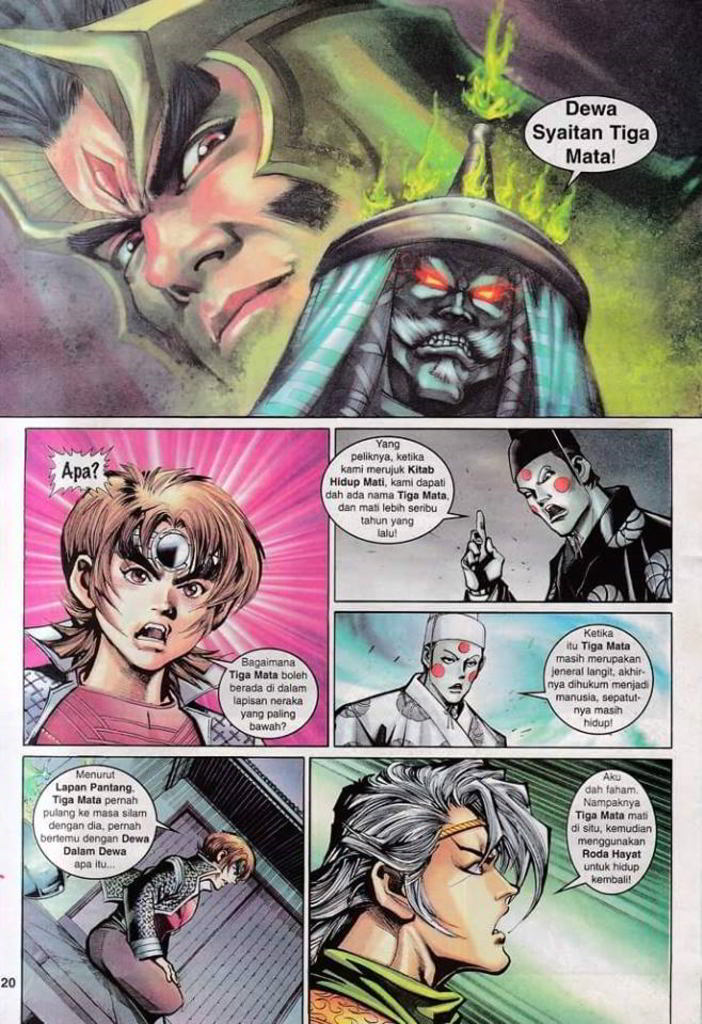 Dewa
Syaitan Tiga
Mata!
Apa?
Bagaimana
Tiga Mata boleh
berada di dalam
lapisan neraka
yang paling
bawah?
Yang
peliknya, ketika
kami merujuk Kitab
Hidup Mati, kami dapati
dah ada nama Tiga Mata,
dan mati lebih seribu
tahun yang
lalu!
Ketika
itu Tiga Mata
masih merupakan
jeneral langit, akhir-
nya dihukum menjadi
manusia, sepatut-
nya masih
hidup!
Menurut
Lapan Pantang,
Tiga Mata pernah
pulang ke masa silam
dengan dia, pernah
bertemu dengan Dewa
Dalam Dewa
apa itu...
Aku
dah faham.
Nampaknya
Tiga Mata mati
di situ, kemudian
menggunakan
Roda Hayat
untuk hidup
kembali!
20